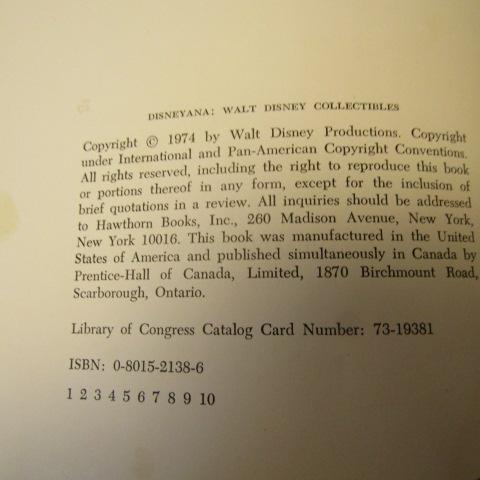 DISNEYANA: WALT DISNEY COLLECTIBLES
Copyright © 1974 by Walt Disney Productions. Copyright
under International and Pan-American Copyright Conventions.
All rights reserved, including the right to reproduce this book
or portions thereof in any form, except for the inclusion of
brief quotations in a review. All inquiries should be addressed
to Hawthorn Books, Inc., 260 Madison Avenue, New York,
New York 10016. This book was manufactured in the United
States of America and published simultaneously in Canada by
Prentice-Hall of Canada, Limited, 1870 Birchmount Road,
Scarborough, Ontario.
Library of Congress Catalog Card Number: 73-19381
ISBN: 0-8015-2138-6
1 2 3 4 5 6 7 8 9 10